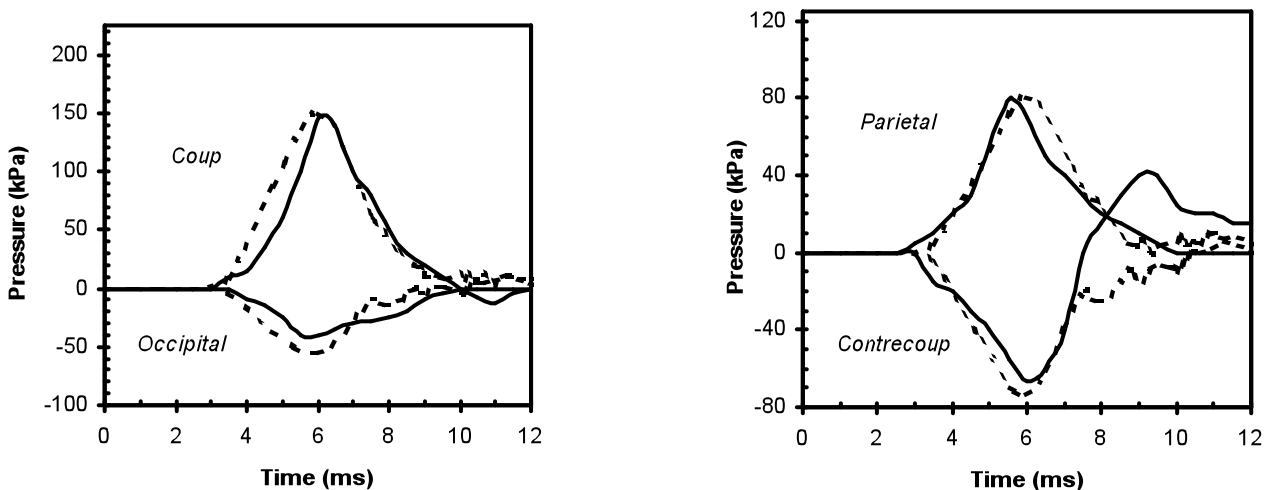 200
150
100
50
0
-50
-100
Pressure (kPa)
Coup
Occipital
0 2 4 6 8 10 12
Time (ms)
120
80
40
0
-40
-80
Pressure (kPa)
Parietal
Contrecoup
0 2 4 6 8 10 12
Time (ms)